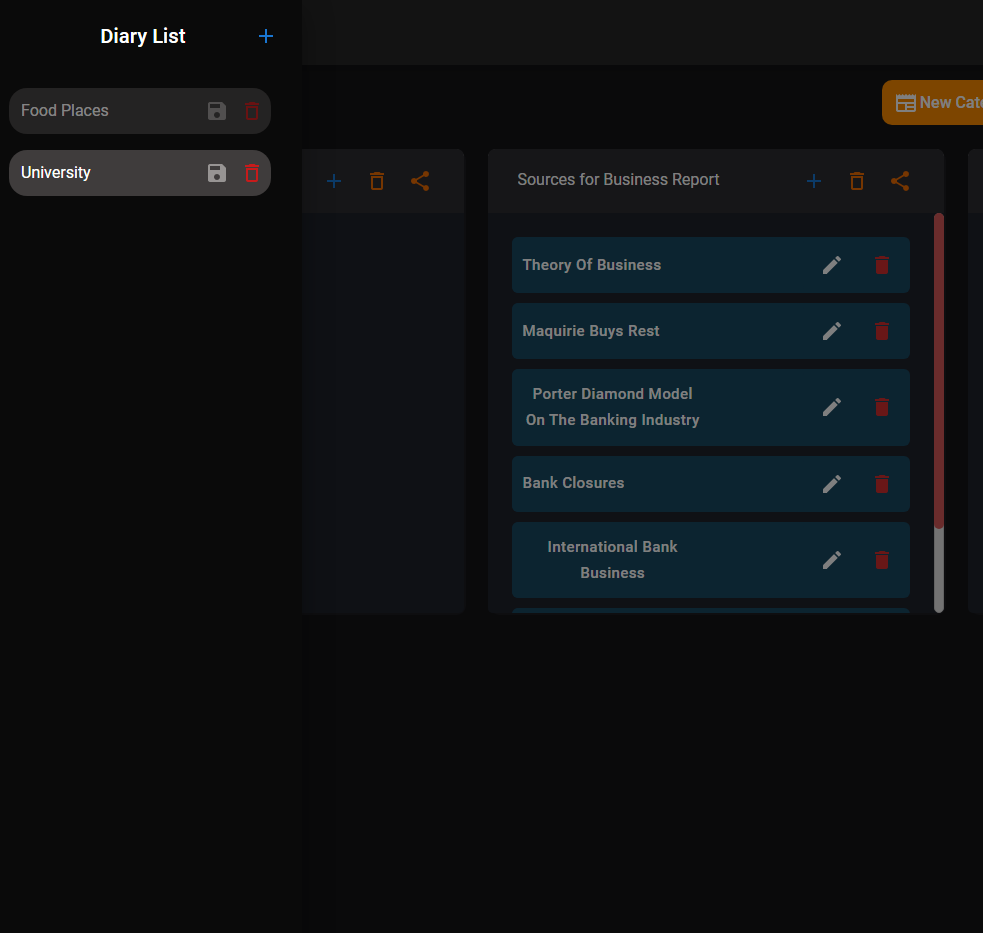 Diary List
Food Places
University
New Cate
Sources for Business Report
Theory Of Business
Maquirie Buys Rest
Porter Diamond Model
On The Banking Industry
Bank Closures
International Bank
Business